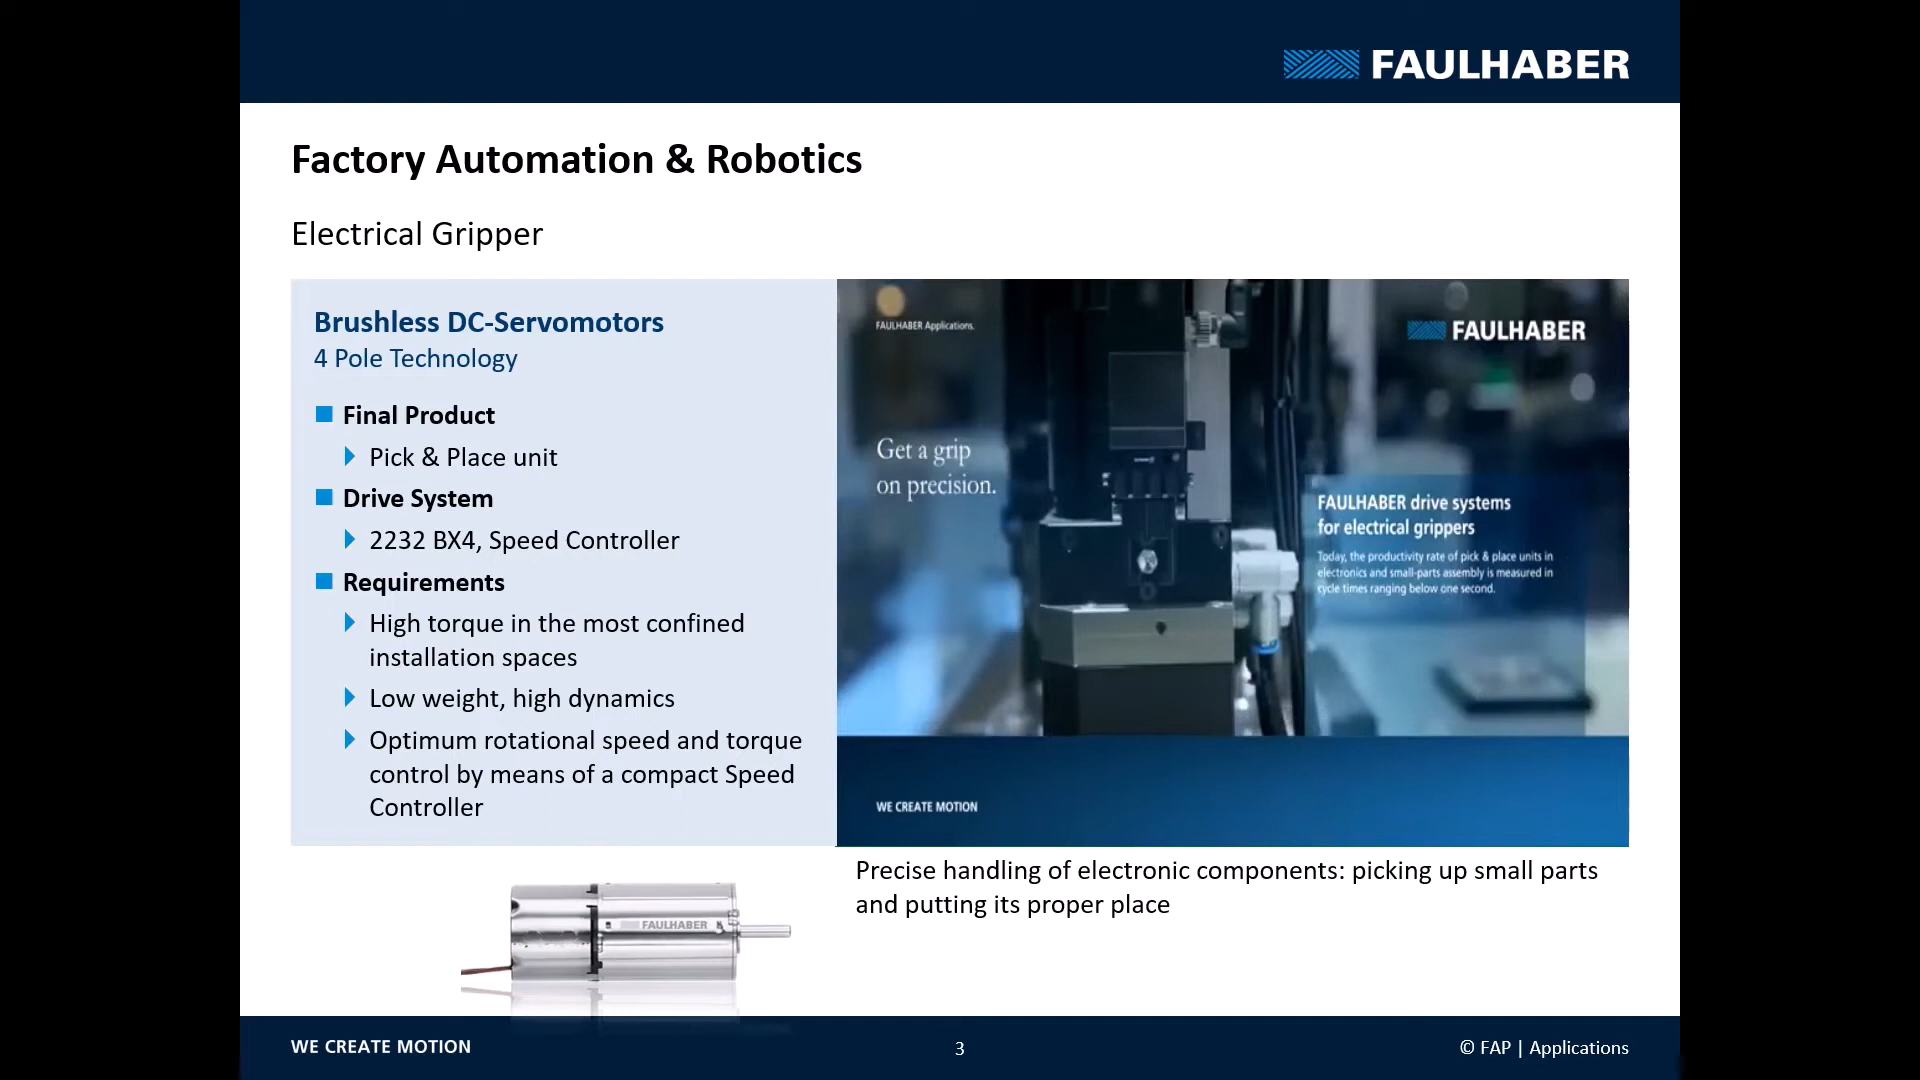 FAULHABER
Factory Automation & Robotics
Electrical Gripper
Brushless DC-Servomotors
4 Pole Technology
Final Product
Pick & Place unit
Drive System
2232 BX4, Speed Controller
Requirements
High torque in the most confined
installation spaces
Low weight, high dynamics
Optimum rotational speed and torque
control by means of a compact Speed
Controller
FAULHABER Applications.
FAULHABER
Get a grip
on precision.
FAULHABER drive systems
for electrical grippers
Today, the productivity rate of pick & place units in
electronics and small-parts assembly is measured in
cycle times ranging below one second.
WE CREATE MOTION
Precise handling of electronic components: picking up small parts
and putting its proper place
FAULHABER
WE CREATE MOTION
3
© FAP | Applications